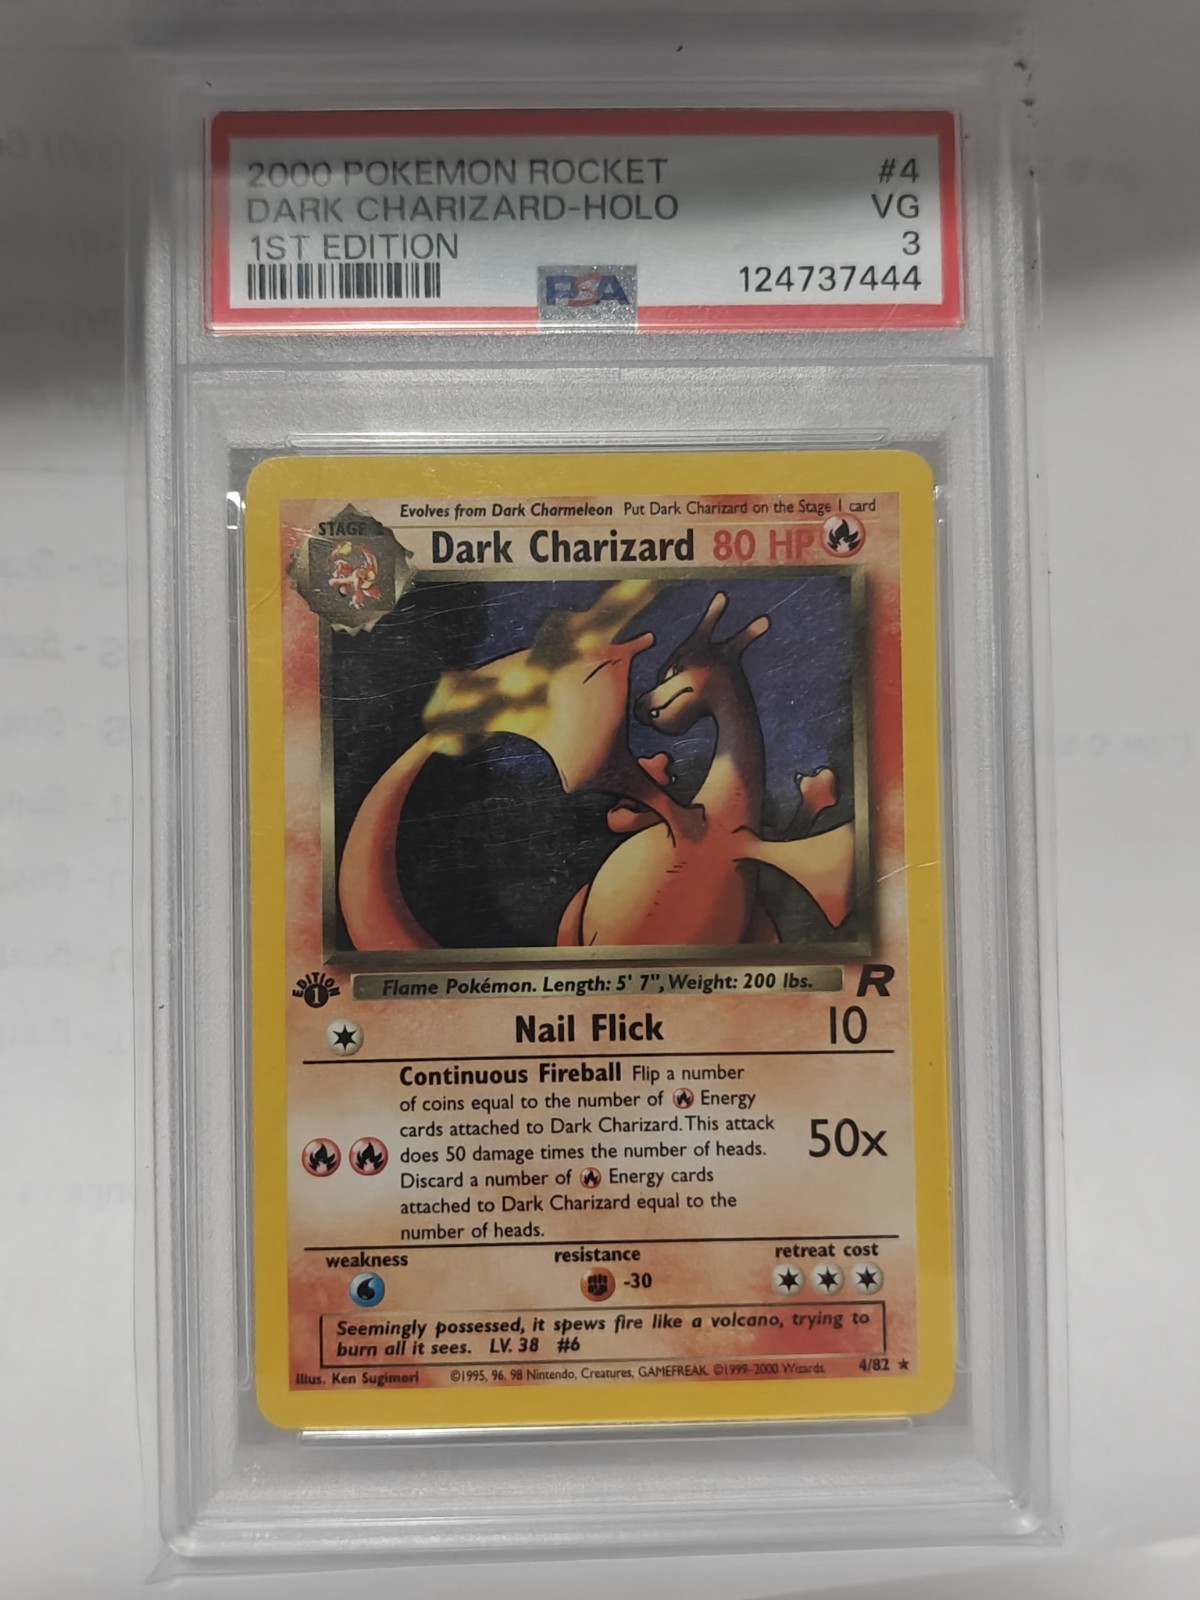 2000 POKEMON ROCKET #4
DARK CHARIZARD-HOLO VG
1ST EDITION 3
PSA 124737444
Evolves from Dark Charmeleon Put Dark Charizard on the Stage 1 card
STAGE
Dark Charizard 80 HP
EDITION
1
Flame Pokémon. Length: 5' 7", Weight: 200 lbs. R
Nail Flick 10
Continuous Fireball Flip a number
of coins equal to the number of Energy
cards attached to Dark Charizard. This attack
does 50 damage times the number of heads.
50x
Discard a number of Energy cards
attached to Dark Charizard equal to the
number of heads.
weakness resistance retreat cost
-30
Seemingly possessed, it spews fire like a volcano, trying to
burn all it sees. LV. 38 #6
Illus. Ken Sugimori ©1995, 96, 98 Nintendo, Creatures, GAMEFREAK. ©1999-2000 Wizards. 4/82 ★